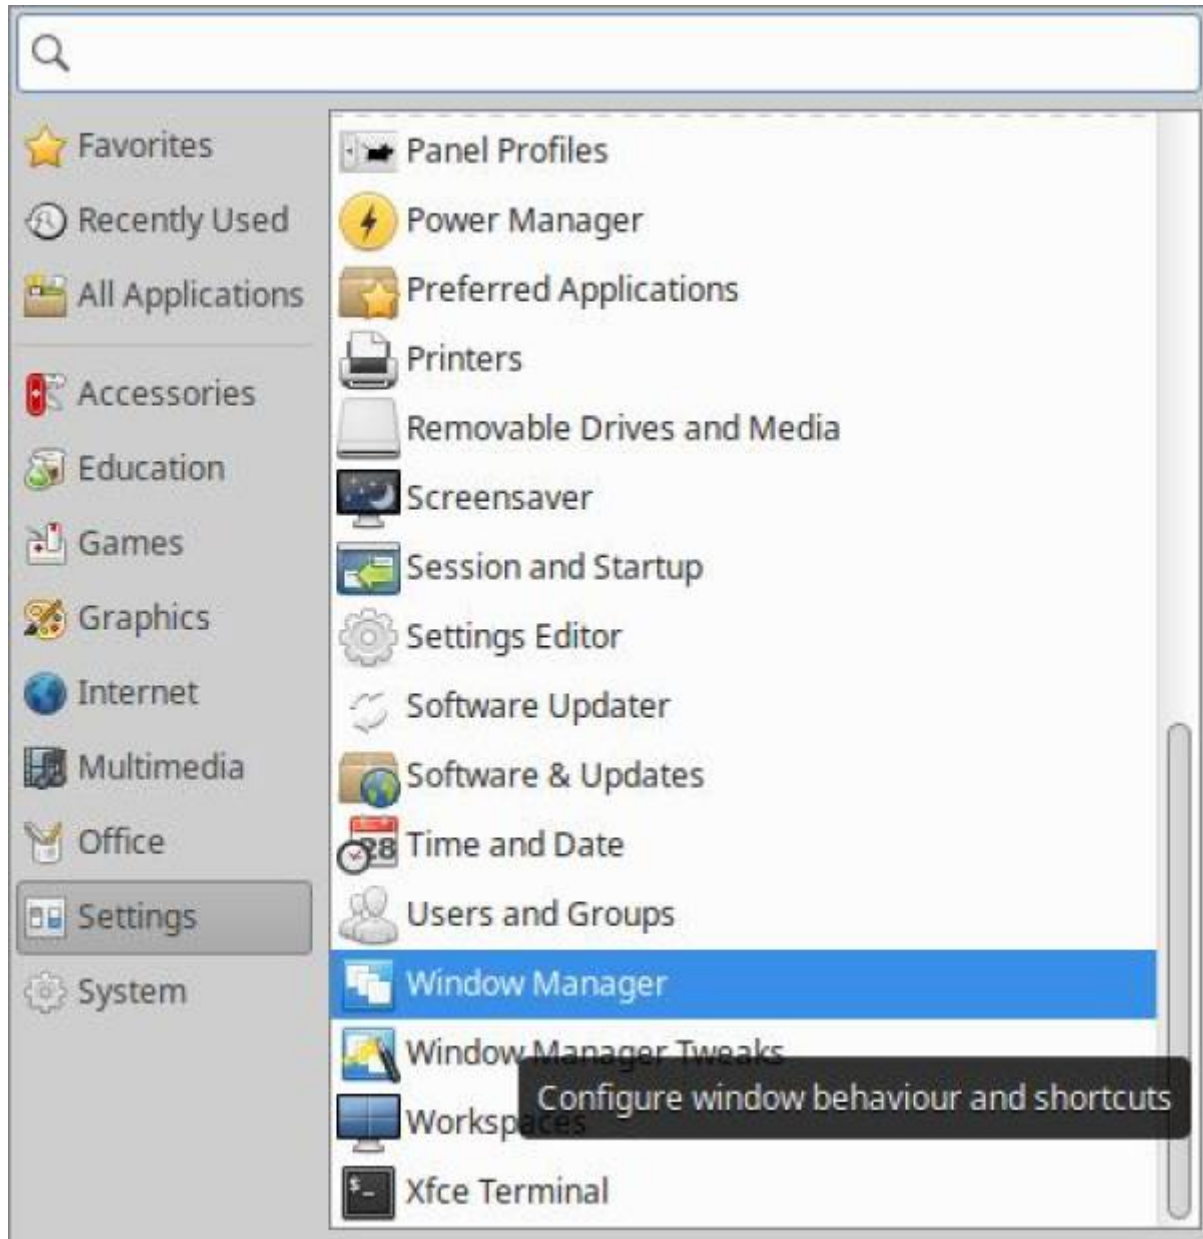 Favorites
Recently Used
All Applications
Accessories
Education
Games
Graphics
Internet
Multimedia
Office
Settings
System
Panel Profiles
Power Manager
Preferred Applications
Printers
Removable Drives and Media
Screensaver
Session and Startup
Settings Editor
Software Updater
Software & Updates
28
Time and Date
Users and Groups
Window Manager
Window Manager Tweaks
Configure window behaviour and shortcuts
Workspaces
$_
Xfce Terminal